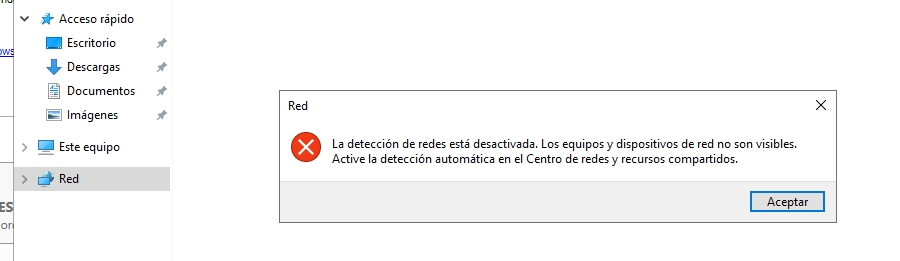 Acceso rápido
Escritorio
Descargas
Documentos
Imágenes
Este equipo
Red
Red
La detección de redes está desactivada. Los equipos y dispositivos de red no son visibles.
Active la detección automática en el Centro de redes y recursos compartidos.
Aceptar